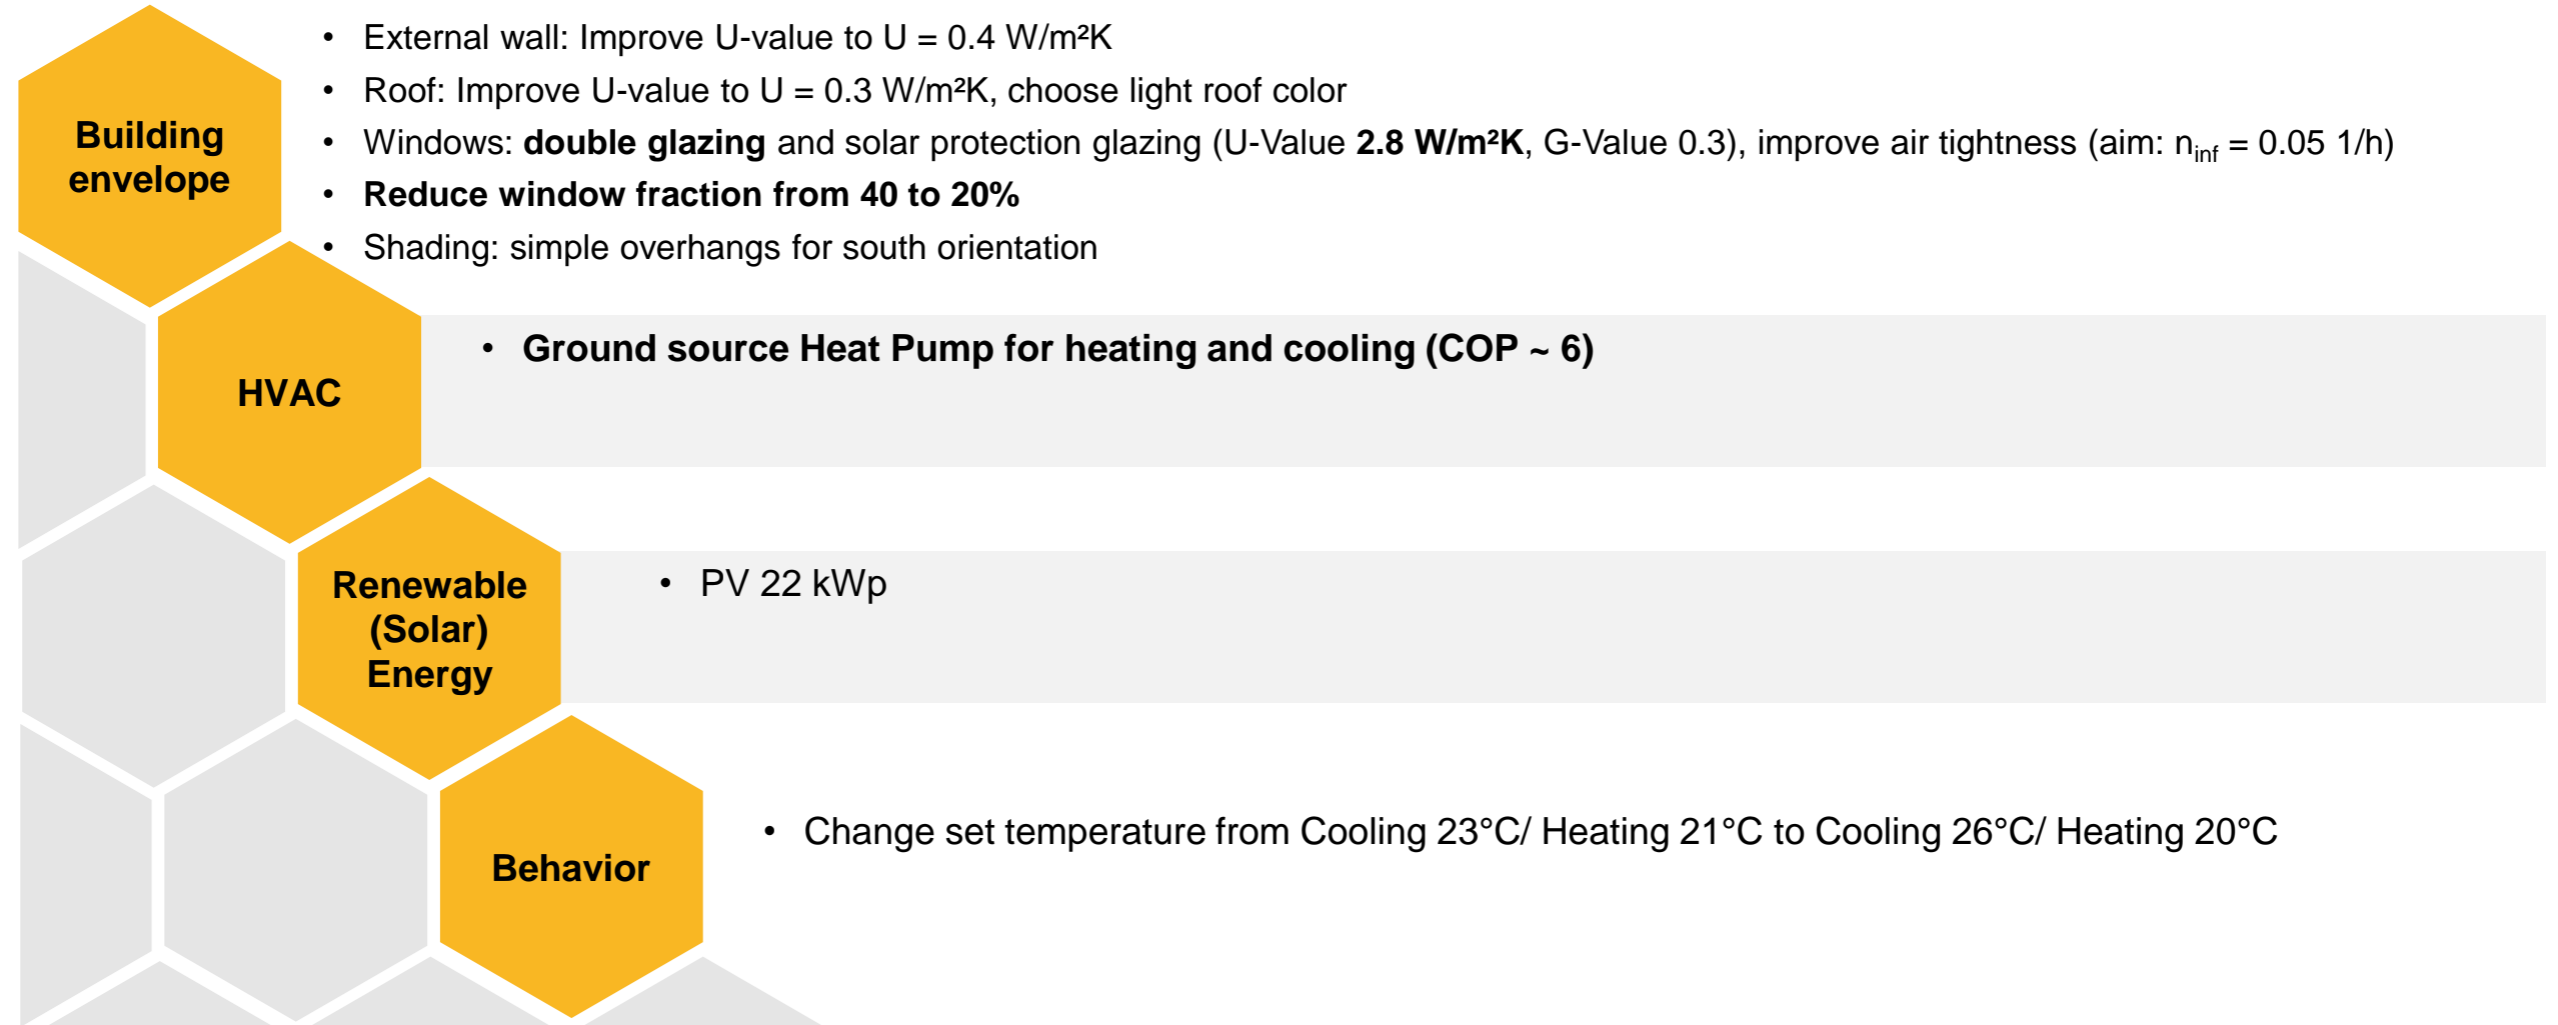 Building
envelope
• External wall: Improve U-value to U = 0.4 W/m²K
• Roof: Improve U-value to U = 0.3 W/m²K, choose light roof color
• Windows: double glazing and solar protection glazing (U-Value 2.8 W/m²K, G-Value 0.3), improve air tightness (aim: n_inf = 0.05 1/h)
• Reduce window fraction from 40 to 20%
• Shading: simple overhangs for south orientation
HVAC
• Ground source Heat Pump for heating and cooling (COP ~ 6)
Renewable
(Solar)
Energy
• PV 22 kWp
Behavior
• Change set temperature from Cooling 23°C/ Heating 21°C to Cooling 26°C/ Heating 20°C